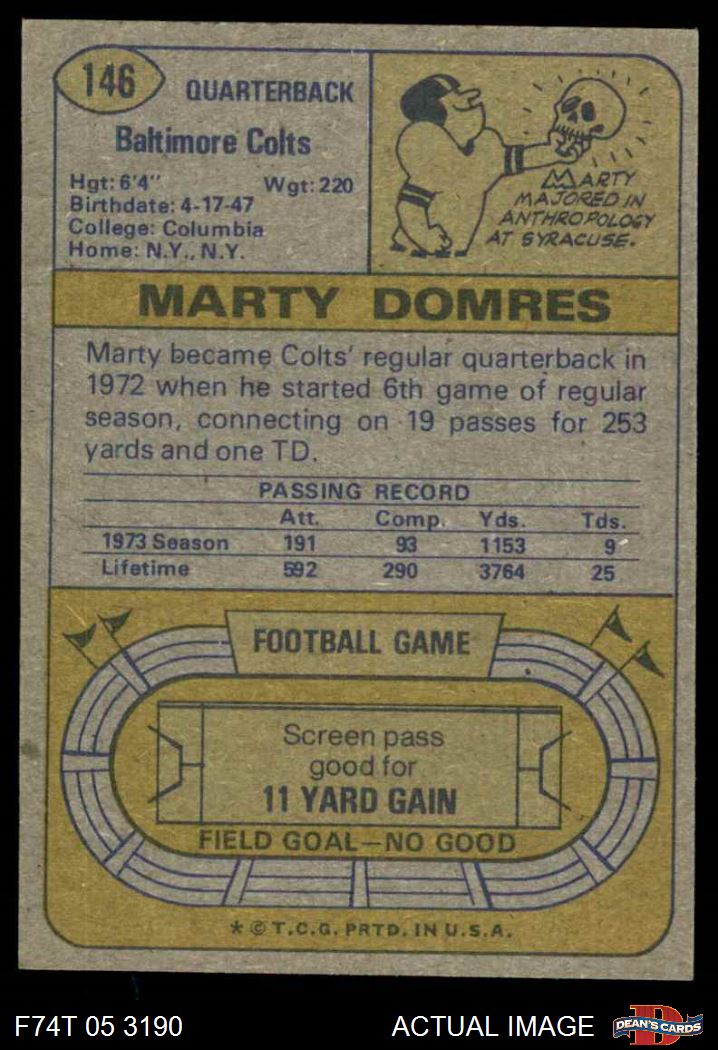 146
QUARTERBACK
Baltimore Colts
Hgt: 6'4" Wgt: 220
Birthdate: 4-17-47
College: Columbia
Home: N.Y., N.Y.
MARTY
MAJORED IN
ANTHROPOLOGY
AT SYRACUSE.
MARTY DOMRES
Marty became Colts' regular quarterback in
1972 when he started 6th game of regular
season, connecting on 19 passes for 253
yards and one TD.
PASSING RECORD
Att. Comp. Yds. Tds.
1973 Season 191 93 1153 9
Lifetime 592 290 3764 25
FOOTBALL GAME
Screen pass
good for
11 YARD GAIN
FIELD GOAL—NO GOOD
* © T.C.G. PRTD. IN U.S.A.
F74T 05 3190 ACTUAL IMAGE D DEAN'S CARDS